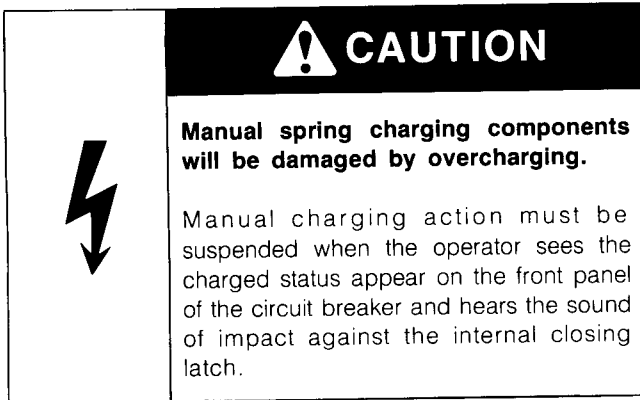 CAUTION
Manual spring charging components
will be damaged by overcharging.
Manual charging action must be
suspended when the operator sees the
charged status appear on the front panel
of the circuit breaker and hears the sound
of impact against the internal closing
latch.